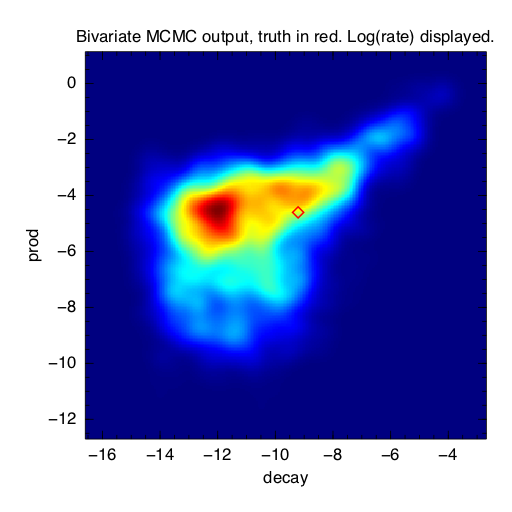 Bivariate MCMC output, truth in red. Log(rate) displayed.
0
−2
−4
−6
−8
−10
−12
prod
−16 −14 −12 −10 −8 −6 −4
decay